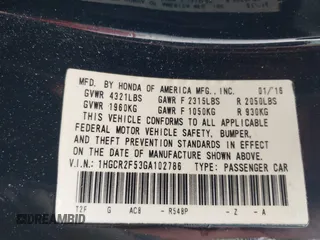 MFD. BY HONDA OF AMERICA MFG., INC. 01/16
GVWR 4321LBS GAWR F 2315LBS R 2050LBS
GVWR 1960KG GAWR F 1050KG R 930KG
THIS VEHICLE CONFORMS TO ALL APPLICABLE
FEDERAL MOTOR VEHICLE SAFETY, BUMPER,
AND THEFT PREVENTION STANDARDS IN EFFECT
ON THE DATE OF MANUFACTURE SHOWN ABOVE.
V.I.N. 1HGCR2F53GA102786 TYPE: PASSENGER CAR
T2F G AC8 - R548P - Z - A
DREAMBID